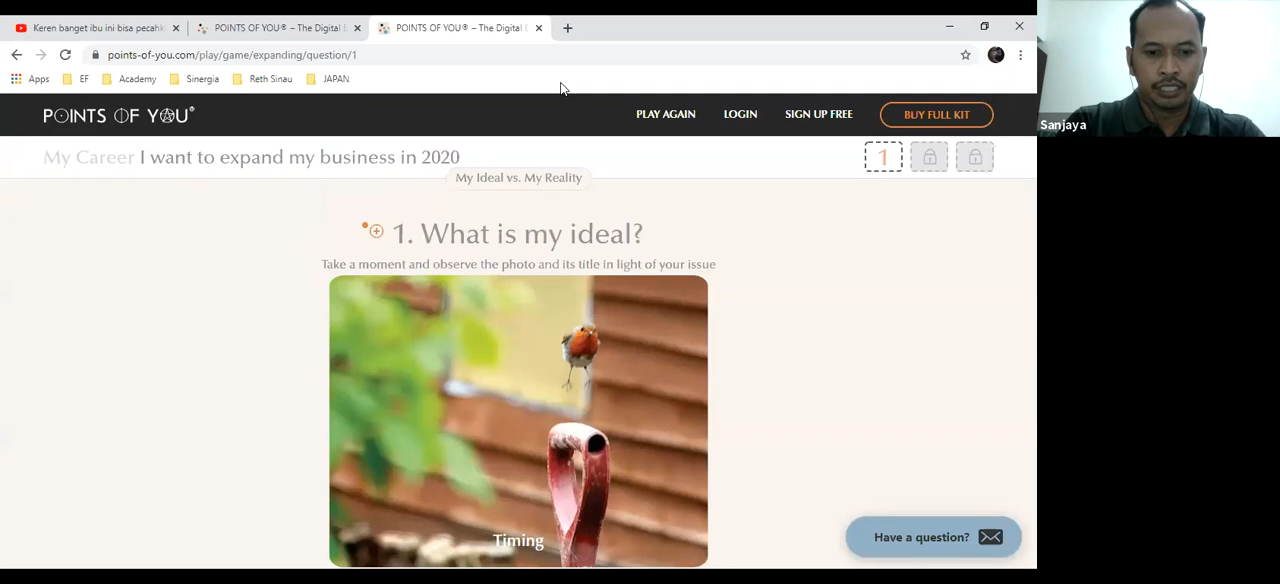 Keren banget ibu ini bisa pecahk
POINTS OF YOU® – The Digital E
POINTS OF YOU® – The Digital E
points-of-you.com/play/game/expanding/question/1
Apps EF Academy Sinergia Reth Sinau JAPAN
POINTS OF YOU®
PLAY AGAIN LOGIN SIGN UP FREE BUY FULL KIT
My Career I want to expand my business in 2020
1
My Ideal vs. My Reality
1. What is my ideal?
Take a moment and observe the photo and its title in light of your issue
Timing
Have a question?
Sanjaya